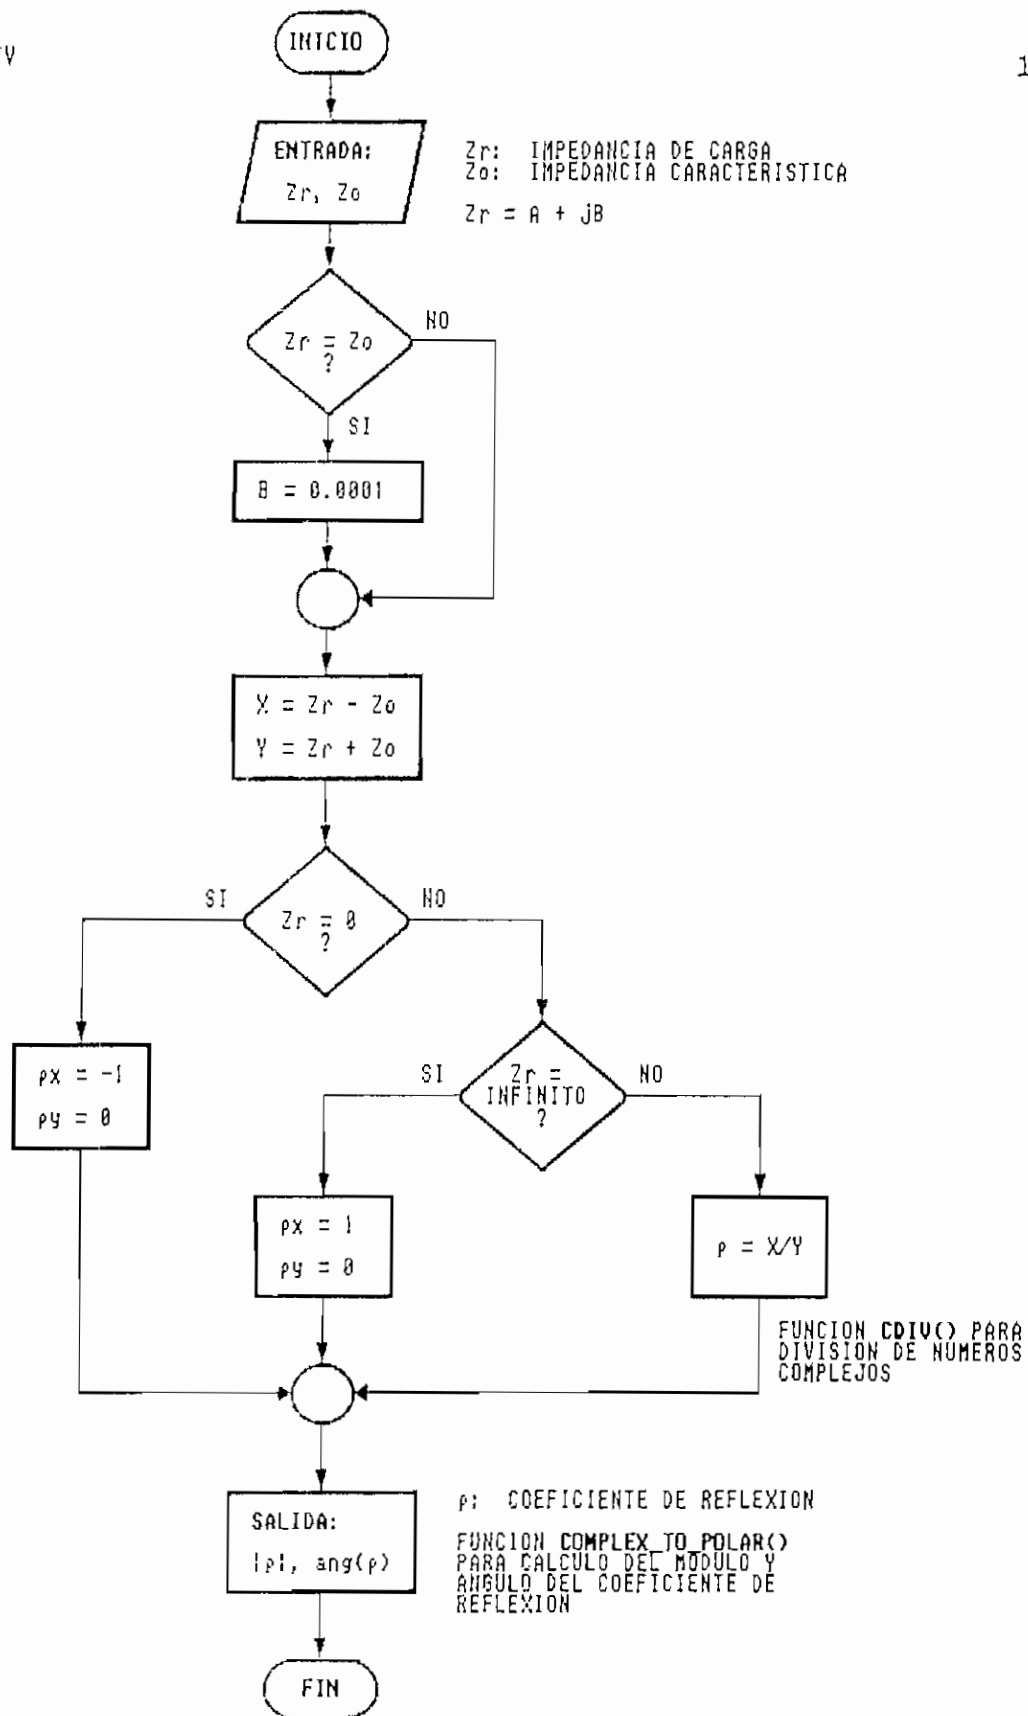 INICIO
ENTRADA:
Zr, Zo
Zr: IMPEDANCIA DE CARGA
Zo: IMPEDANCIA CARACTERISTICA
Zr = A + jB
Zr = Zo
?
NO
SI
B = 0.0001
X = Zr - Zo
Y = Zr + Zo
Zr = 0
?
SI
NO
ρx = -1
ρy = 0
Zr =
INFINITO
?
SI
NO
ρx = 1
ρy = 0
ρ = X/Y
FUNCION CDIV() PARA
DIVISION DE NUMEROS
COMPLEJOS
SALIDA:
|ρ|, ang(ρ)
ρ: COEFICIENTE DE REFLEXION
FUNCION COMPLEX_TO_POLAR()
PARA CALCULO DEL MODULO Y
ANGULO DEL COEFICIENTE DE
REFLEXION
FIN